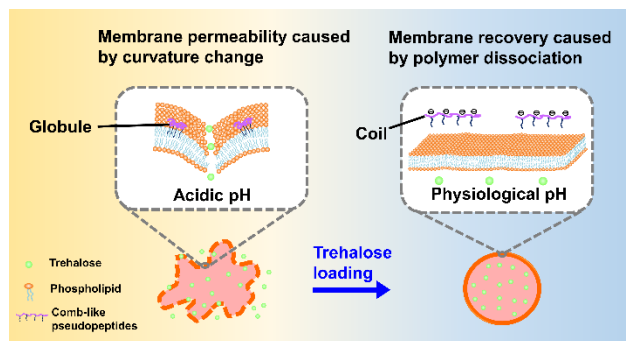 Membrane permeability caused
by curvature change
Membrane recovery caused
by polymer dissociation
Globule
Acidic pH
Coil
Physiological pH
Trehalose
Phospholipid
Comb-like
pseudopeptides
Trehalose
loading